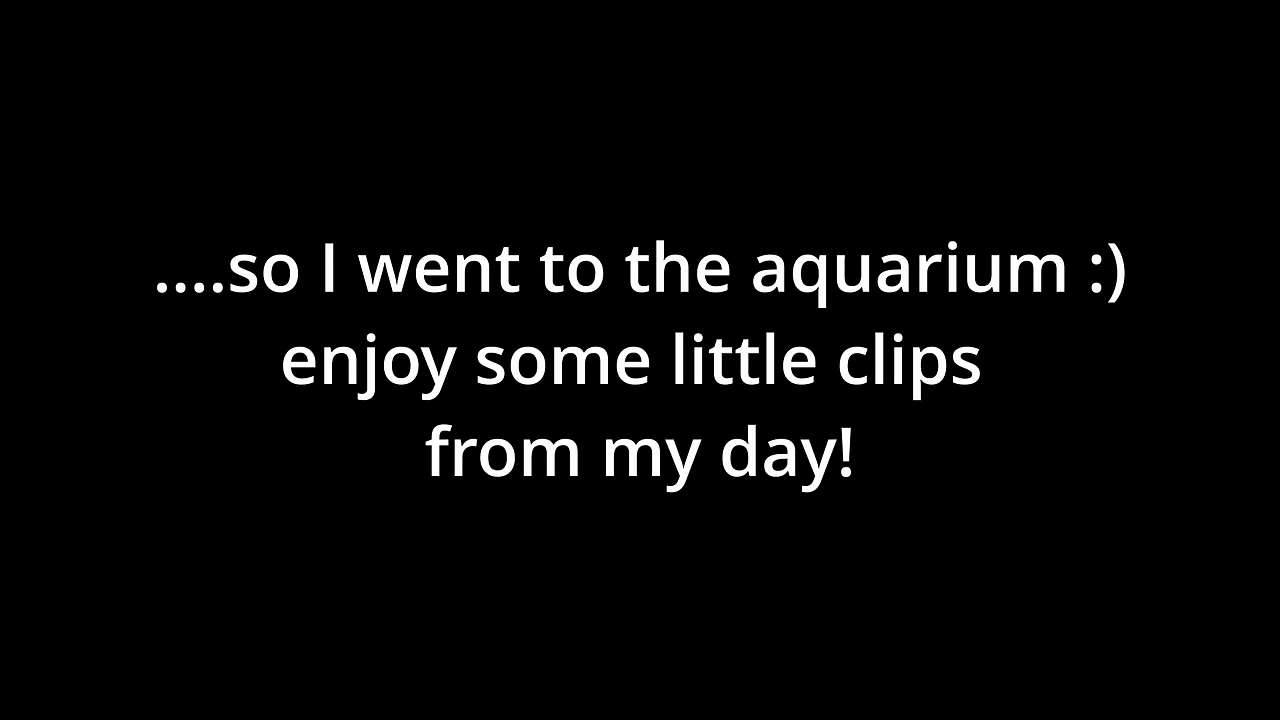 ....so I went to the aquarium :)
enjoy some little clips
from my day!